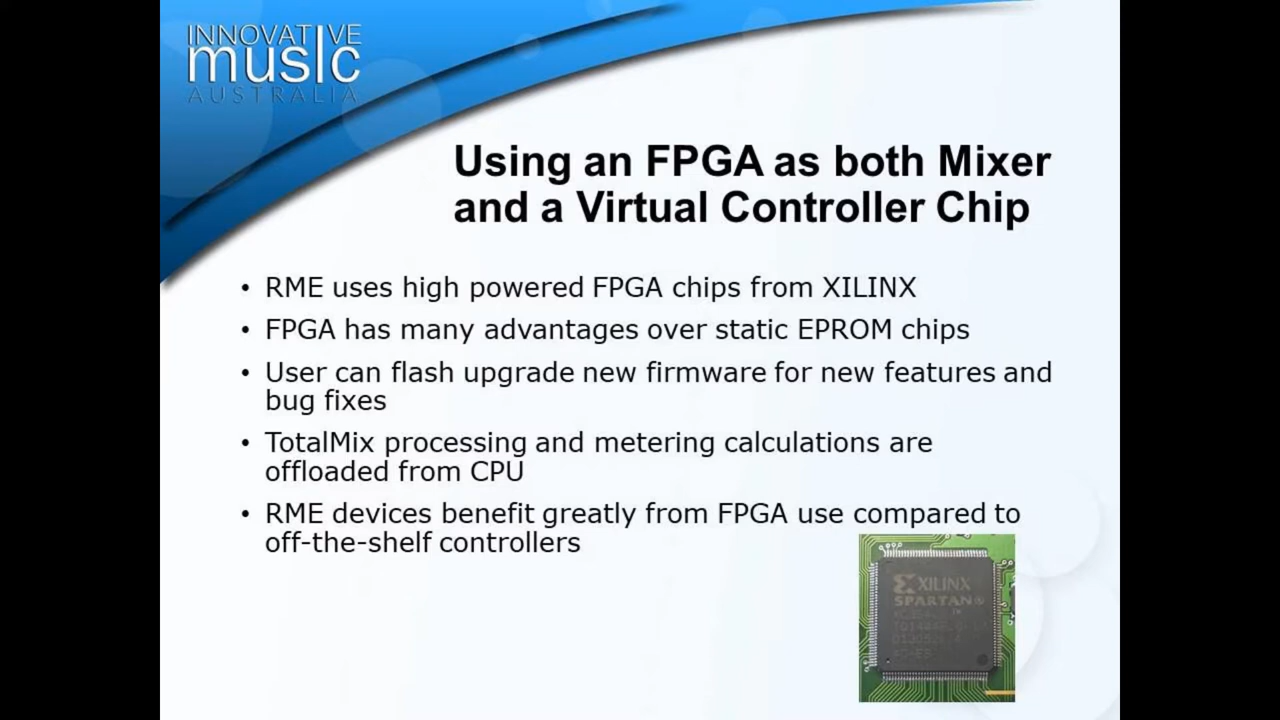 INNOVATIVE
music
AUSTRALIA
Using an FPGA as both Mixer
and a Virtual Controller Chip
• RME uses high powered FPGA chips from XILINX
• FPGA has many advantages over static EPROM chips
• User can flash upgrade new firmware for new features and
bug fixes
• TotalMix processing and metering calculations are
offloaded from CPU
• RME devices benefit greatly from FPGA use compared to
off-the-shelf controllers
XILINX
SPARTAN